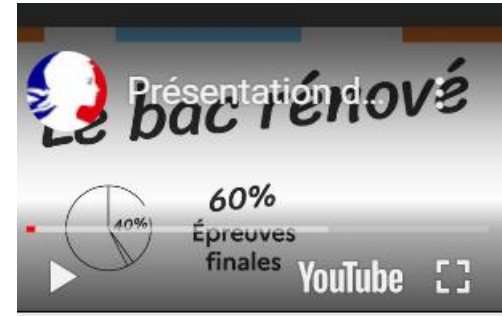 Présentation d...
Le bac rénové
60%
40%
Épreuves
finales
YouTube